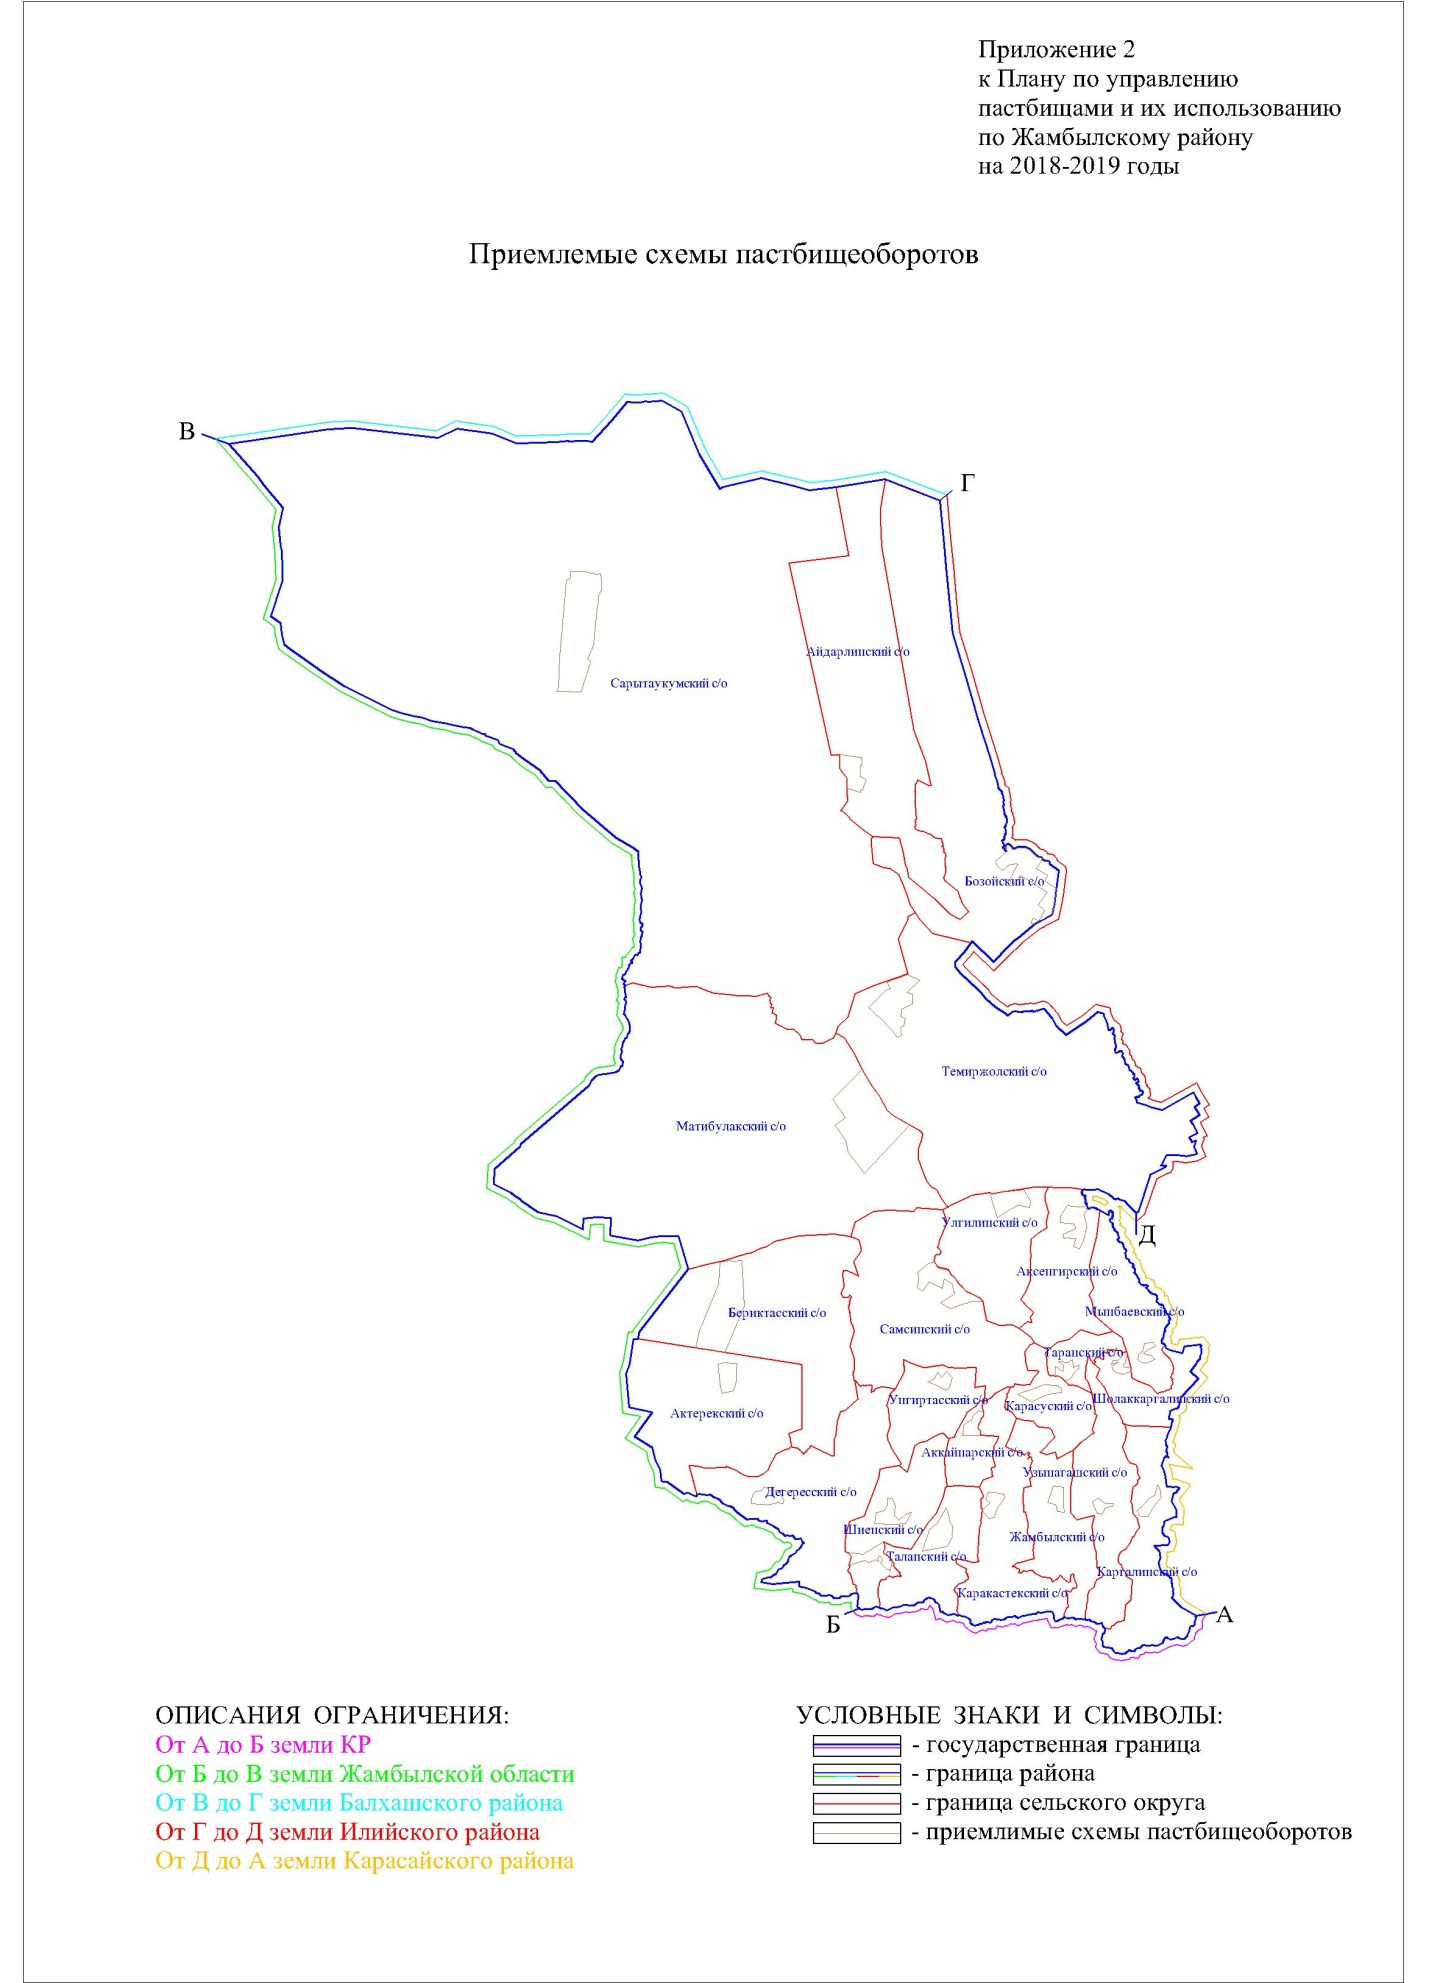 Приложение 2
к Плану по управлению
пастбищами и их использованию
по Жамбылскому району
на 2018-2019 годы
Приемлемые схемы пастбищеоборотов
В
Г
Айдарлинский с/о
Сарытаукумский с/о
Бозойский с/о
Темиржолский с/о
Матибулакский с/о
Улгилинский с/о
Д
Аксенгирский с/о
Бериктасский с/о
Мынбаевский с/о
Самсинский с/о
Таранский с/о
Унгиртасский с/о
Карасуский с/о
Шолаккаргалинский с/о
Актерекский с/о
Аккайнарский с/о
Узынагашский с/о
Дегересский с/о
Шиенский с/о
Жамбылский с/о
Талапский с/о
Каргалинский с/о
Каракастекский с/о
Б
А
ОПИСАНИЯ ОГРАНИЧЕНИЯ:
От А до Б земли КР
От Б до В земли Жамбылской области
От В до Г земли Балхашского района
От Г до Д земли Илийского района
От Д до А земли Карасайского района
УСЛОВНЫЕ ЗНАКИ И СИМВОЛЫ:
- государственная граница
- граница района
- граница сельского округа
- приемлимые схемы пастбищеоборотов